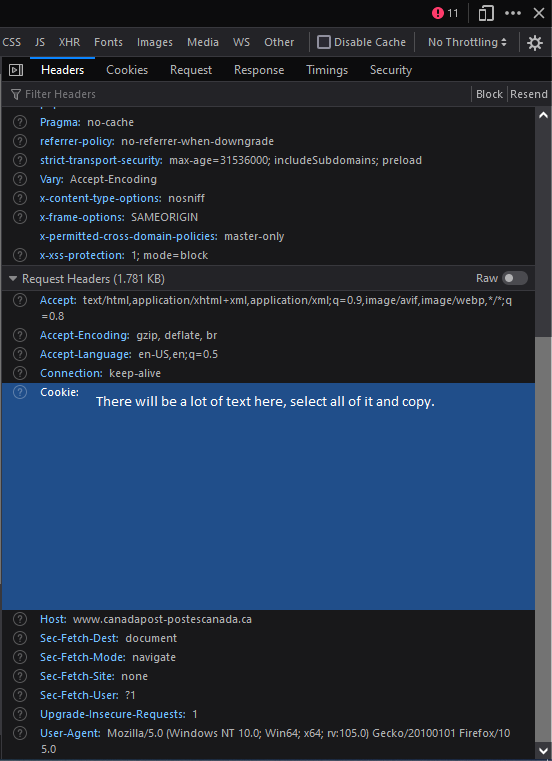 11
CSS JS XHR Fonts Images Media WS Other Disable Cache No Throttling
Headers Cookies Request Response Timings Security
Filter Headers Block Resend
Pragma: no-cache
referrer-policy: no-referrer-when-downgrade
strict-transport-security: max-age=31536000; includeSubdomains; preload
Vary: Accept-Encoding
x-content-type-options: nosniff
x-frame-options: SAMEORIGIN
x-permitted-cross-domain-policies: master-only
x-xss-protection: 1; mode=block
Request Headers (1.781 KB) Raw
Accept: text/html,application/xhtml+xml,application/xml;q=0.9,image/avif,image/webp,*/*;q
=0.8
Accept-Encoding: gzip, deflate, br
Accept-Language: en-US,en;q=0.5
Connection: keep-alive
Cookie: There will be a lot of text here, select all of it and copy.
Host: www.canadapost-postescanada.ca
Sec-Fetch-Dest: document
Sec-Fetch-Mode: navigate
Sec-Fetch-Site: none
Sec-Fetch-User: ?1
Upgrade-Insecure-Requests: 1
User-Agent: Mozilla/5.0 (Windows NT 10.0; Win64; x64; rv:105.0) Gecko/20100101 Firefox/10
5.0